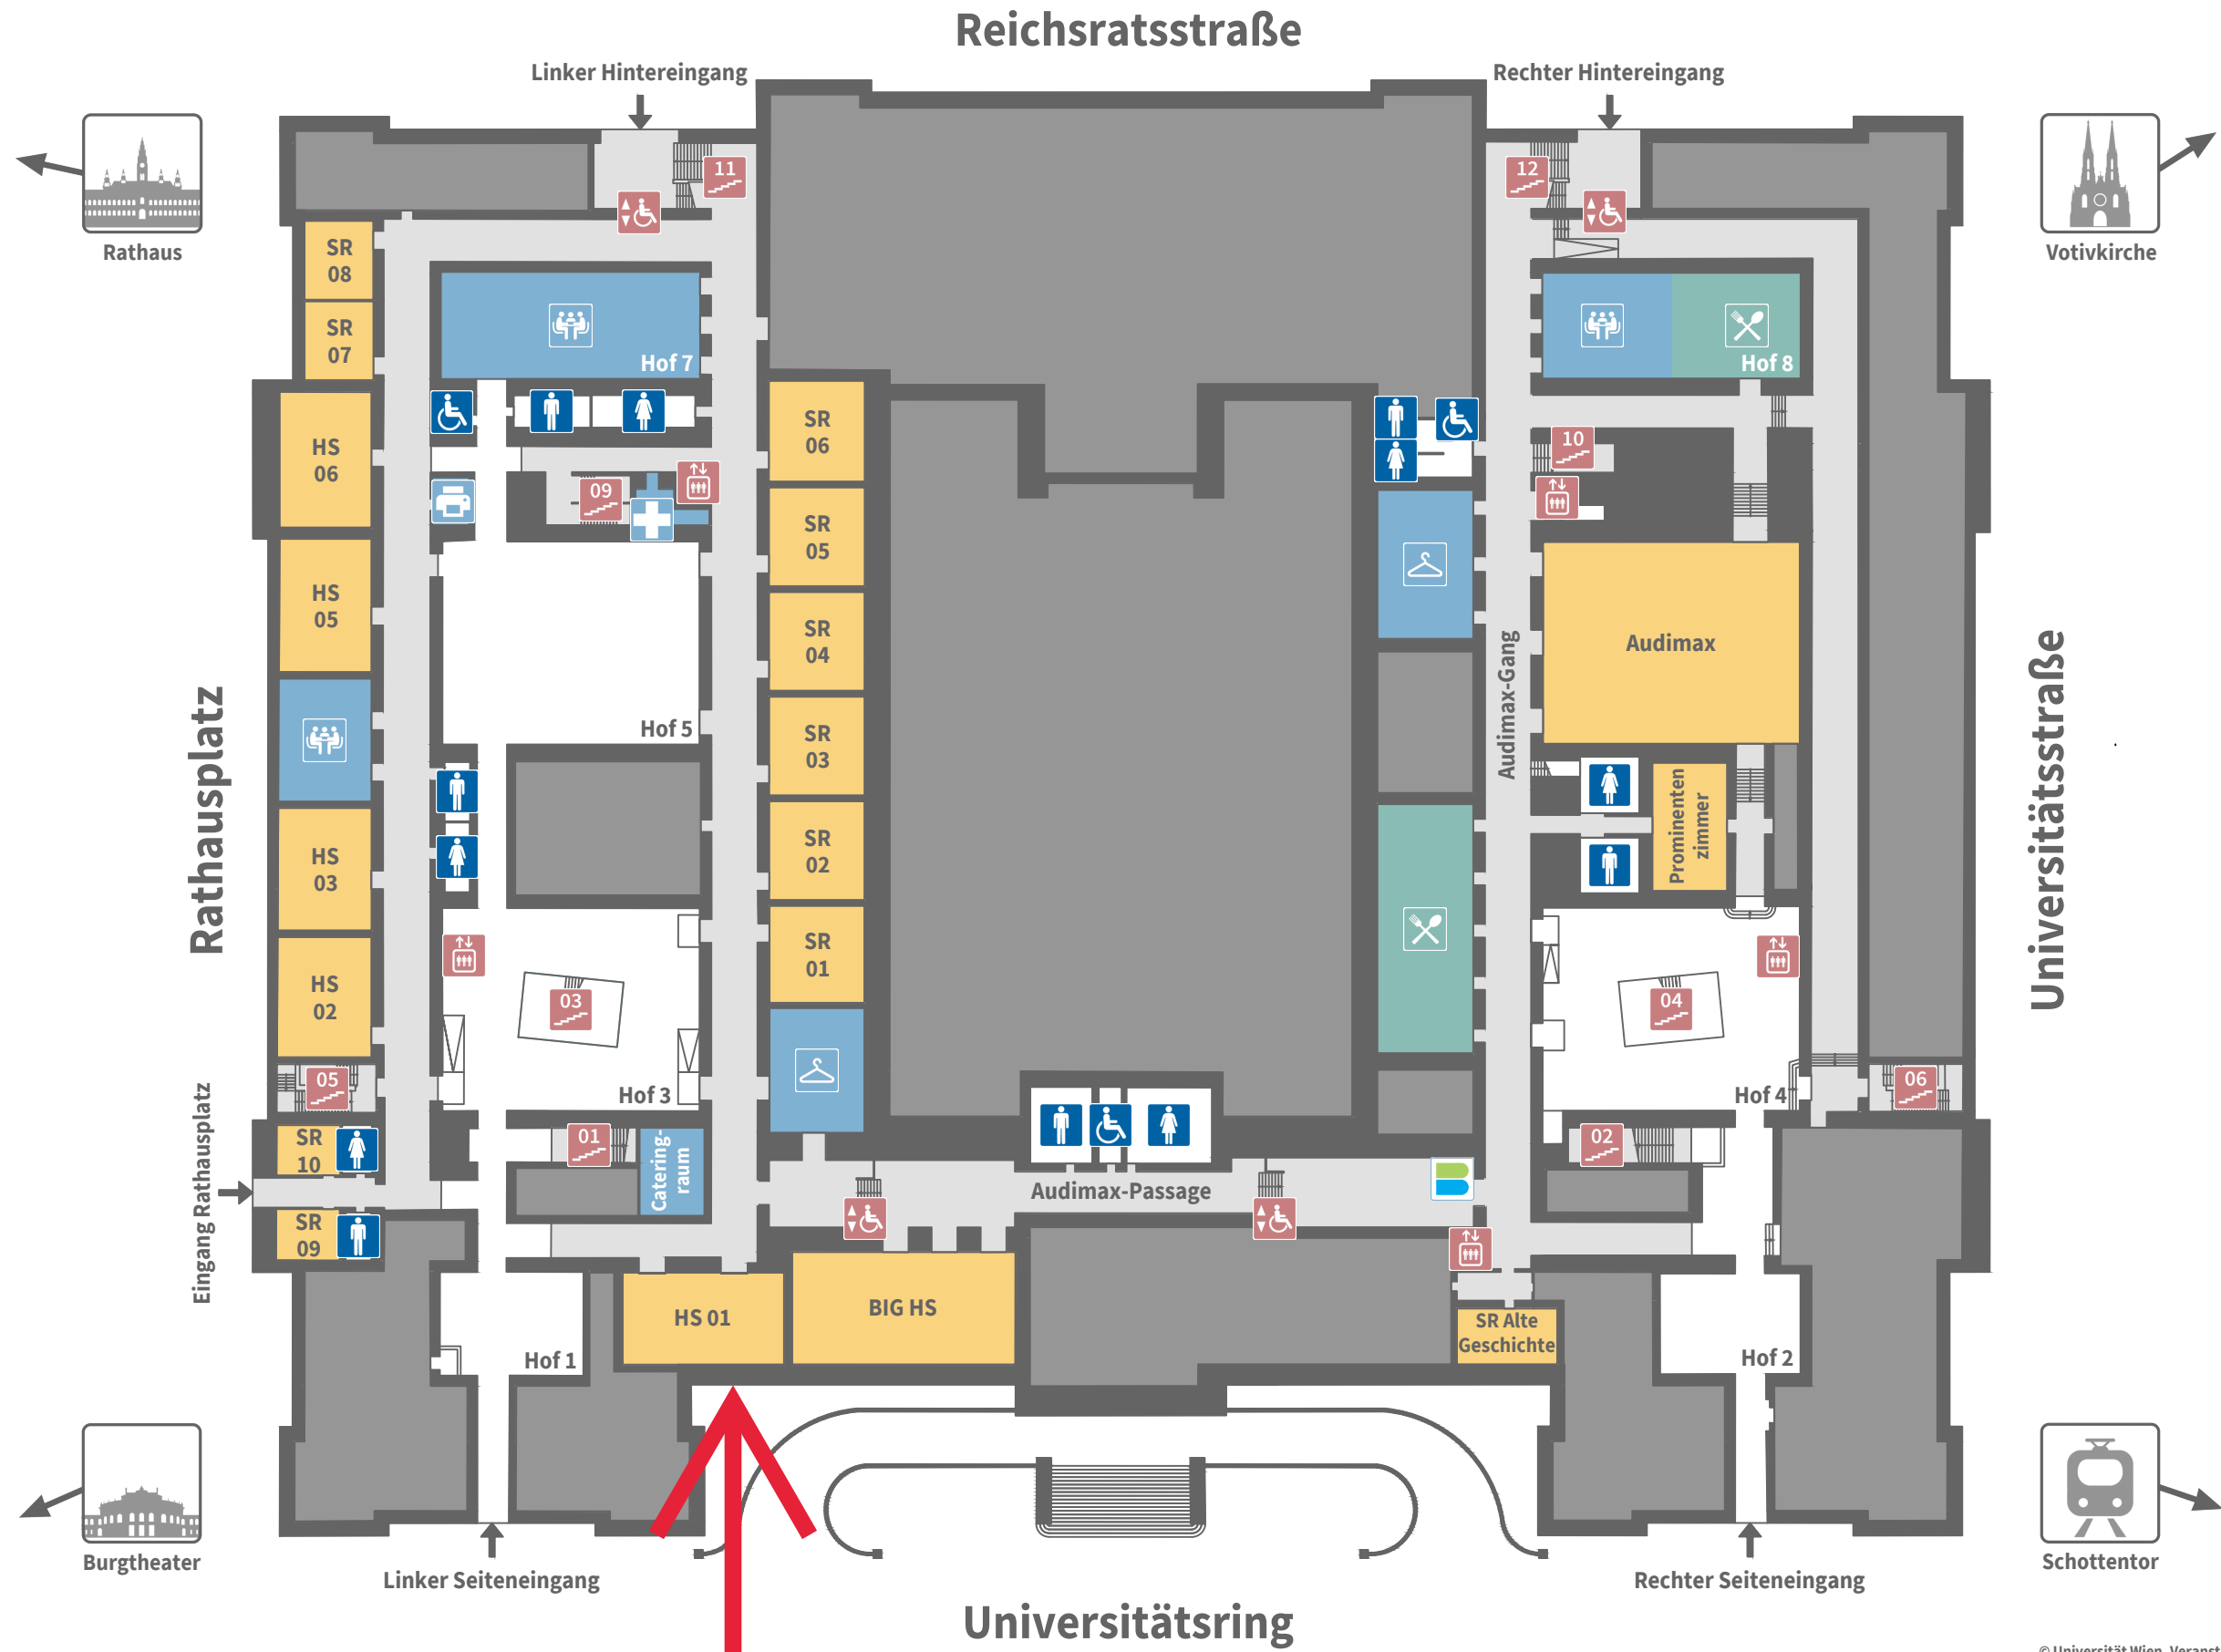 Reichsratsstraße
Linker Hintereingang
Rechter Hintereingang
Rathaus
Votivkirche
11
12
SR
08
SR
07
Hof 7
Hof 8
HS
06
SR
06
09
10
HS
05
SR
05
SR
04
Audimax
Audimax-Gang
Rathausplatz
Universitätsstraße
Hof 5
SR
03
HS
03
SR
02
Prominenten
zimmer
HS
02
SR
01
03
04
05
06
Hof 3
Hof 4
Eingang Rathausplatz
SR
10
01
02
Catering-
raum
Audimax-Passage
SR
09
HS 01
BIG HS
SR Alte
Geschichte
Hof 1
Hof 2
Burgtheater
Schottentor
Linker Seiteneingang
Rechter Seiteneingang
Universitätsring
© Universität Wien, Veranst